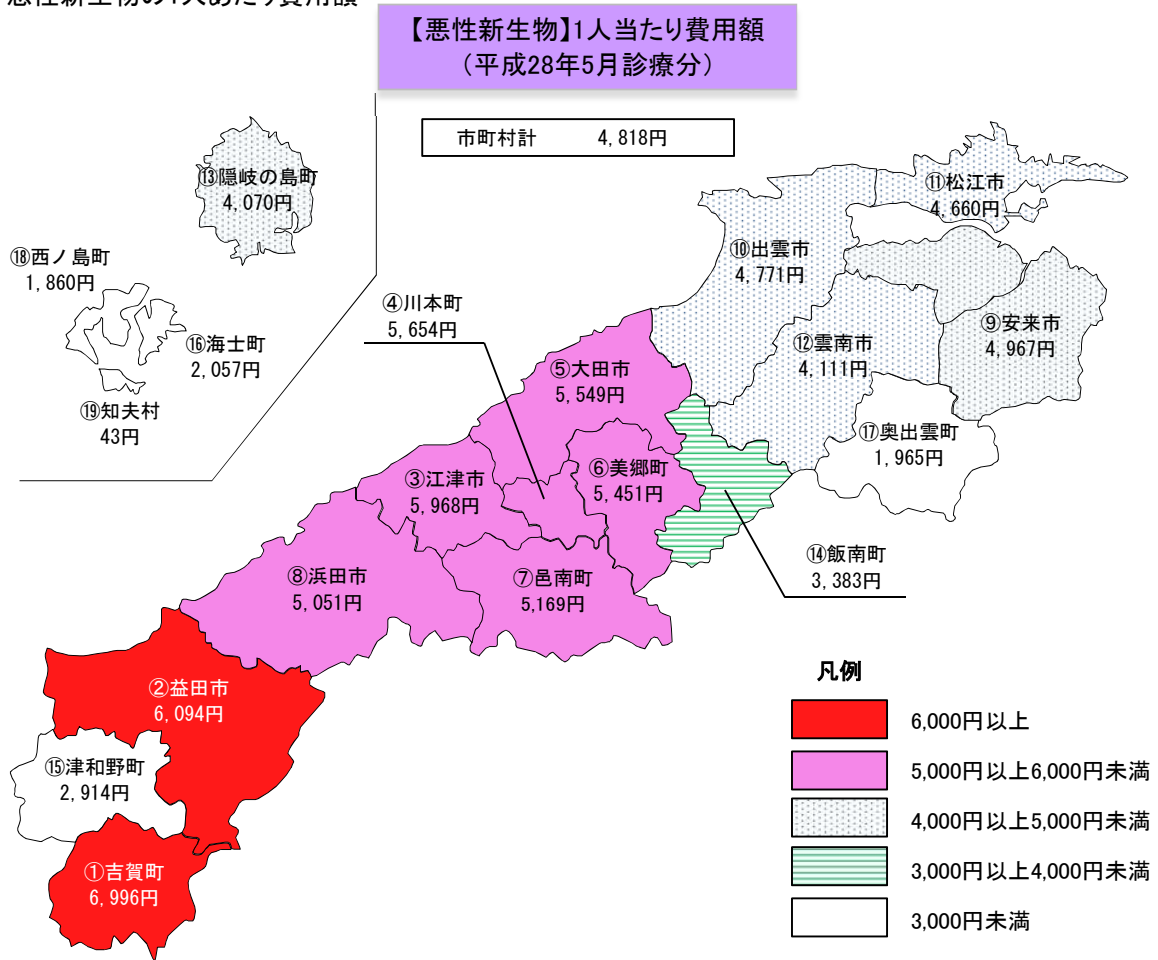 悪性新生物の1人あたり費用額
【悪性新生物】1人当たり費用額
（平成28年5月診療分）
市町村計 4,818円
⑬隠岐の島町
4,070円
⑱西ノ島町
1,860円
⑯海士町
2,057円
⑲知夫村
43円
⑪松江市
4,660円
⑩出雲市
4,771円
④川本町
5,654円
⑨安来市
4,967円
⑫雲南市
4,111円
⑤大田市
5,549円
⑰奥出雲町
1,965円
③江津市
5,968円
⑥美郷町
5,451円
⑭飯南町
3,383円
⑧浜田市
5,051円
⑦邑南町
5,169円
②益田市
6,094円
⑮津和野町
2,914円
①吉賀町
6,996円
凡例
6,000円以上
5,000円以上6,000円未満
4,000円以上5,000円未満
3,000円以上4,000円未満
3,000円未満